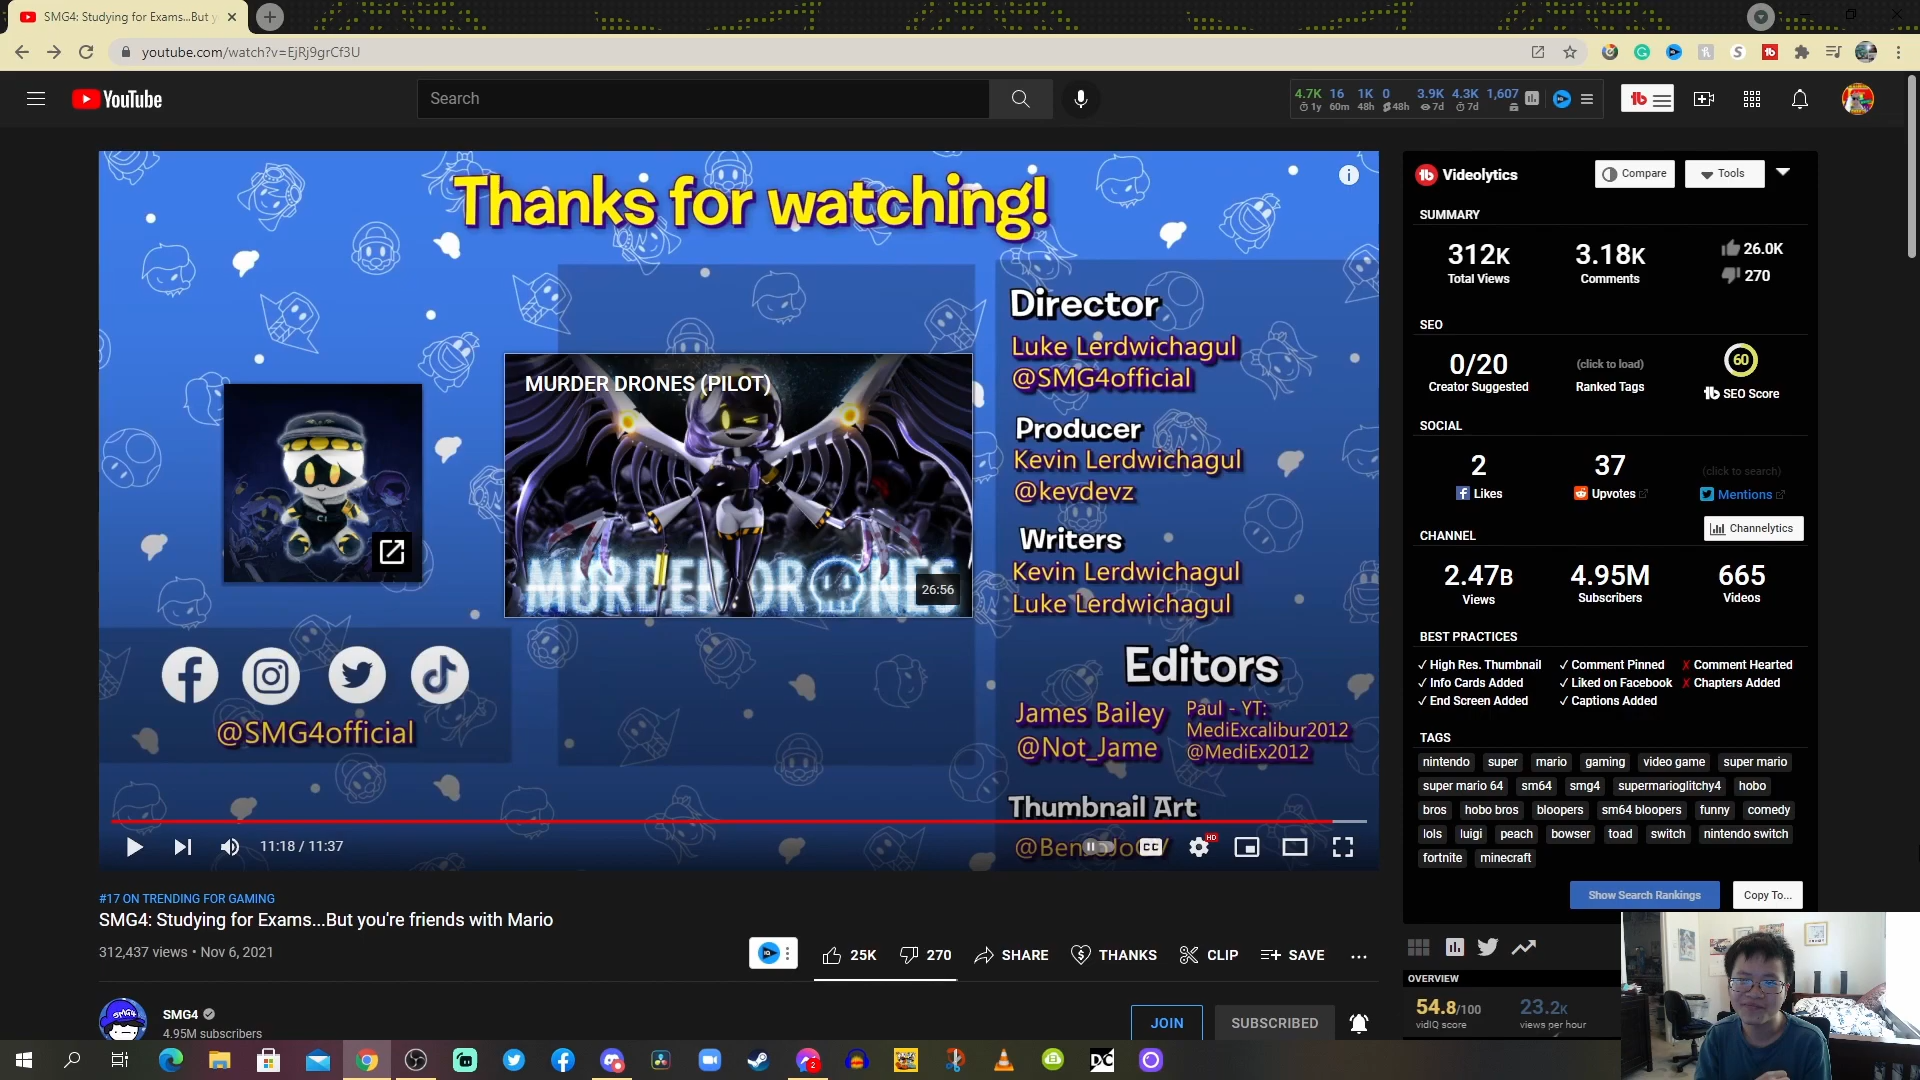 SMG4: Studying for Exams...But y
youtube.com/watch?v=EjRj9grCf3U
YouTube
Search
4.7K 16 1K 0 3.9K 4.3K 1,607
1y 60m 48h 48h 7d 7d
Thanks for watching!
MURDER DRONES (PILOT)
MURDER DRONES
26:56
@SMG4official
Director
Luke Lerdwichagul
@SMG4official
Producer
Kevin Lerdwichagul
@kevdevz
Writers
Kevin Lerdwichagul
Luke Lerdwichagul
Editors
James Bailey
@Not_Jame
Paul - YT:
MediExcalibur2012
@MediEx2012
Thumbnail Art
11:18 / 11:37
CC
HD
#17 ON TRENDING FOR GAMING
SMG4: Studying for Exams...But you're friends with Mario
312,437 views • Nov 6, 2021
25K 270 SHARE THANKS CLIP SAVE
SMG4
4.95M subscribers
JOIN SUBSCRIBED
Videolytics
Compare Tools
SUMMARY
312K 3.18K 26.0K
Total Views Comments 270
SEO
0/20 (click to load) 60
Creator Suggested Ranked Tags SEO Score
SOCIAL
2 37 (click to search)
Likes Upvotes Mentions
CHANNEL Channelytics
2.47B 4.95M 665
Views Subscribers Videos
BEST PRACTICES
✓ High Res. Thumbnail ✓ Comment Pinned ✗ Comment Hearted
✓ Info Cards Added ✓ Liked on Facebook ✗ Chapters Added
✓ End Screen Added ✓ Captions Added
TAGS
nintendo super mario gaming video game super mario
super mario 64 sm64 smg4 supermarioglitchy4 hobo
bros hobo bros bloopers sm64 bloopers funny comedy
lols luigi peach bowser toad switch nintendo switch
fortnite minecraft
Show Search Rankings Copy To...
OVERVIEW
54.8/100 23.2K
vidIQ score views per hour